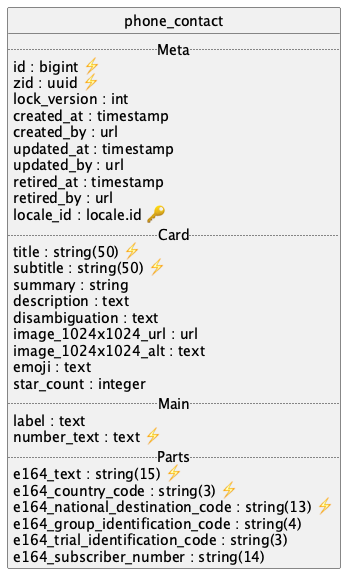 phone_contact
Meta
id : bigint ⚡
zid : uuid ⚡
lock_version : int
created_at : timestamp
created_by : url
updated_at : timestamp
updated_by : url
retired_at : timestamp
retired_by : url
locale_id : locale.id 🔑
Card
title : string(50) ⚡
subtitle : string(50) ⚡
summary : string
description : text
disambiguation : text
image_1024x1024_url : url
image_1024x1024_alt : text
emoji : text
star_count : integer
Main
label : text
number_text : text ⚡
Parts
e164_text : string(15) ⚡
e164_country_code : string(3) ⚡
e164_national_destination_code : string(13) ⚡
e164_group_identification_code : string(4)
e164_trial_identification_code : string(3)
e164_subscriber_number : string(14)